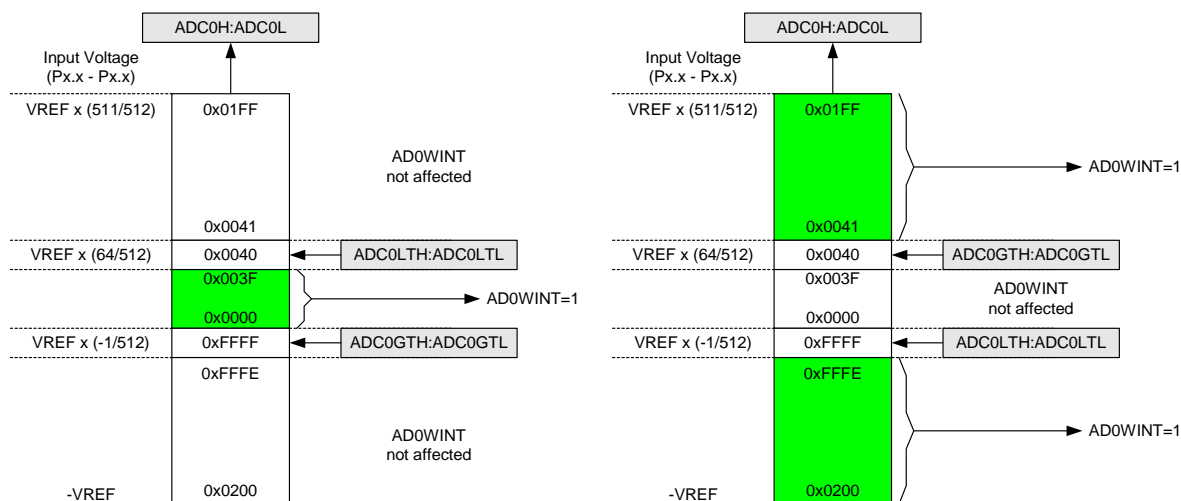 ADC0H:ADC0L
Input Voltage
(Px.x - Px.x)
VREF x (511/512)
0x01FF
AD0WINT
not affected
0x0041
VREF x (64/512)
0x0040
ADC0LTH:ADC0LTL
0x003F
AD0WINT=1
0x0000
VREF x (-1/512)
0xFFFF
ADC0GTH:ADC0GTL
0xFFFE
AD0WINT
not affected
-VREF
0x0200
ADC0H:ADC0L
Input Voltage
(Px.x - Px.x)
VREF x (511/512)
0x01FF
AD0WINT=1
0x0041
VREF x (64/512)
0x0040
ADC0GTH:ADC0GTL
0x003F
AD0WINT
not affected
0x0000
VREF x (-1/512)
0xFFFF
ADC0LTH:ADC0LTL
0xFFFE
AD0WINT=1
-VREF
0x0200